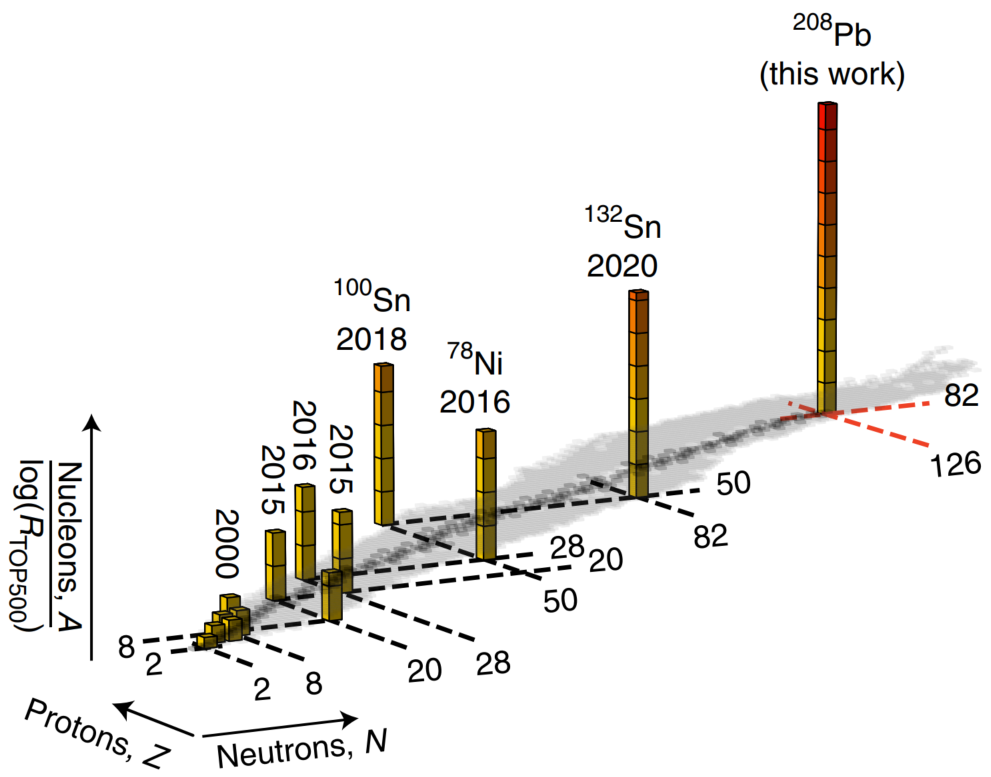 ²⁰⁸Pb
(this work)
¹³²Sn
2020
¹⁰⁰Sn
2018
⁷⁸Ni
2016
2016
2015
2015
2000
Nucleons, A
log(R_TOP500)
82
126
50
82
28
20
50
28
20
8
2
8
2
Protons, Z
Neutrons, N